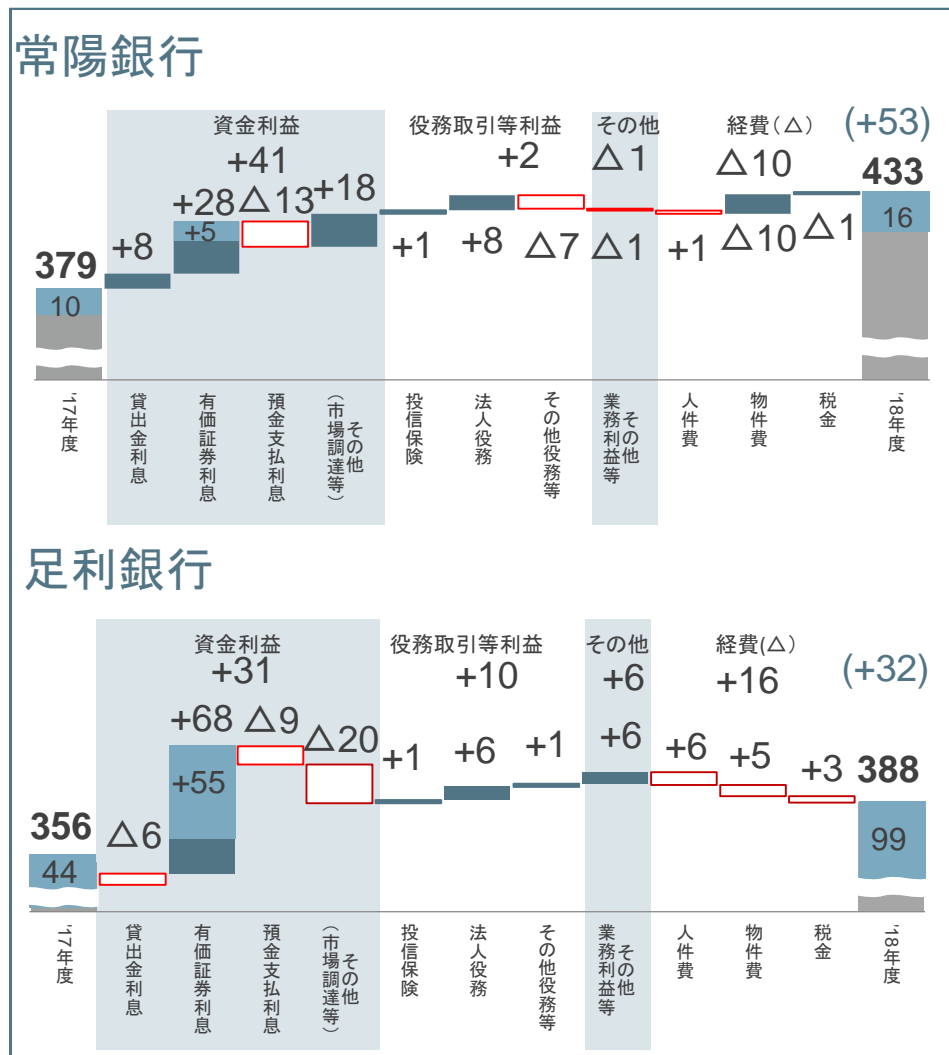 常陽銀行
資金利益
役務取引等利益
その他
経費(△)
(+53)
+41
+2
△1
△10
433
+28
△13
+18
+8
+5
379
10
+1
+8
△7
△1
+1
△10
△1
16
'17年度
貸出金利息
有価証券利息
預金支払利息
その他
(市場調達等)
投信保険
法人役務
その他役務等
その他
業務利益等
人件費
物件費
税金
'18年度
足利銀行
資金利益
役務取引等利益
その他
経費(△)
(+32)
+31
+10
+6
+16
+68
△9
△20
+1
+6
+1
+6
+6
+5
+3
388
+55
356
△6
44
99
'17年度
貸出金利息
有価証券利息
預金支払利息
その他
(市場調達等)
投信保険
法人役務
その他役務等
その他
業務利益等
人件費
物件費
税金
'18年度